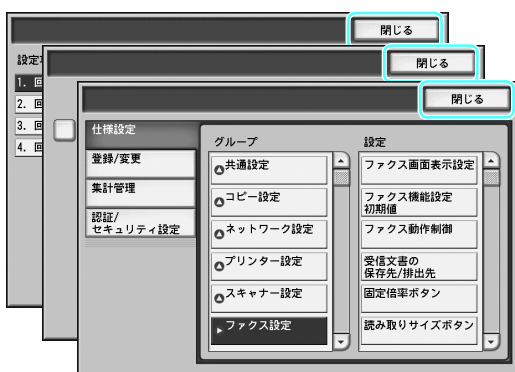 閉じる
設定
閉じる
1. 回
2. 回
3. 回
4. 回
閉じる
仕様設定
登録/変更
集計管理
認証/
セキュリティ設定
グループ
共通設定
コピー設定
ネットワーク設定
プリンター設定
スキャナー設定
ファクス設定
設定
ファクス画面表示設定
ファクス機能設定
初期値
ファクス動作制御
受信文書の
保存先/排出先
固定倍率ボタン
読み取りサイズボタン